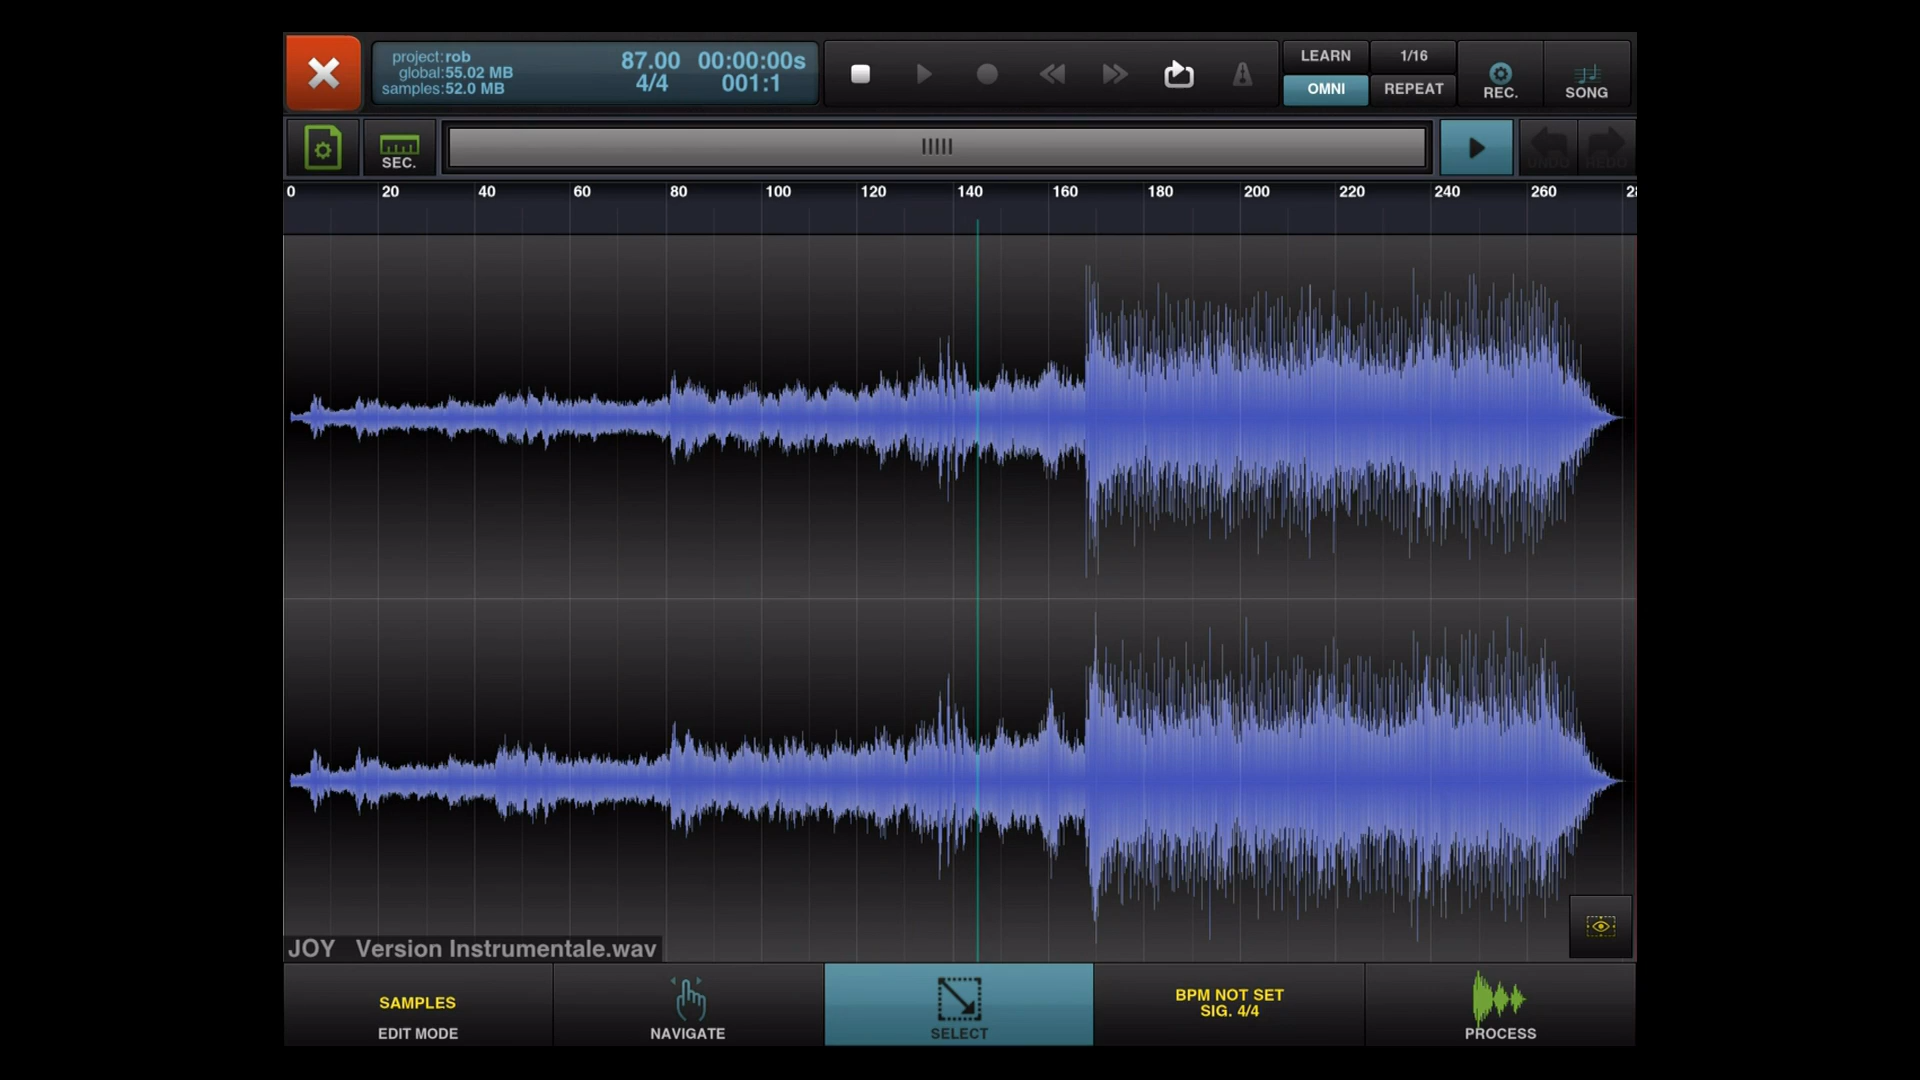 project:rob
global:55.02 MB
samples:52.0 MB
87.00 00:00:00s
4/4 001:1
LEARN
1/16
OMNI
REPEAT
REC.
SONG
SEC.
UNDO
REDO
0 20 40 60 80 100 120 140 160 180 200 220 240 260
JOY Version Instrumentale.wav
SAMPLES
EDIT MODE
NAVIGATE
SELECT
BPM NOT SET
SIG. 4/4
PROCESS